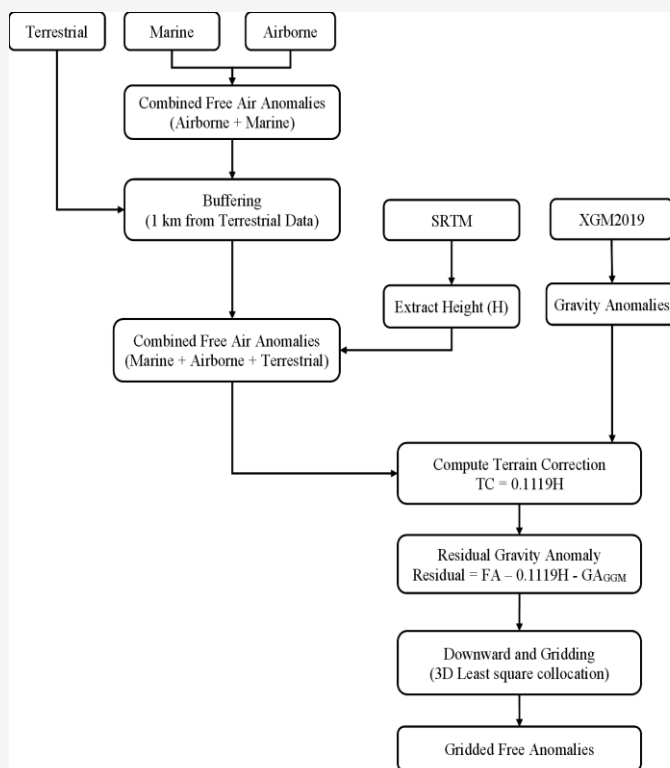 Terrestrial
Marine
Airborne
Combined Free Air Anomalies
(Airborne + Marine)
Buffering
(1 km from Terrestrial Data)
SRTM
XGM2019
Extract Height (H)
Gravity Anomalies
Combined Free Air Anomalies
(Marine + Airborne + Terrestrial)
Compute Terrain Correction
TC = 0.1119H
Residual Gravity Anomaly
Residual = FA – 0.1119H - GAGGM
Downward and Gridding
(3D Least square collocation)
Gridded Free Anomalies